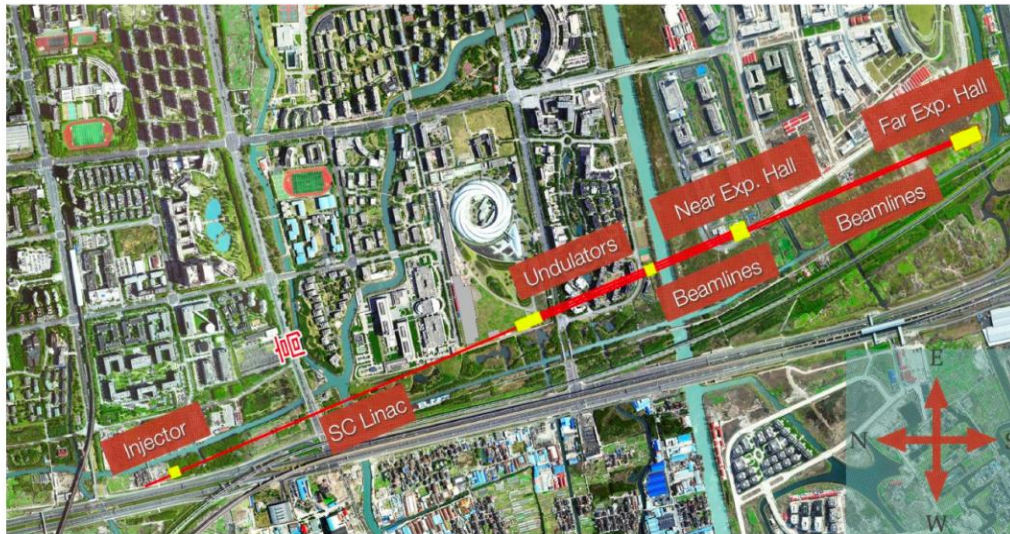 Far Exp. Hall
Near Exp. Hall
Beamlines
Undulators
Beamlines
SC Linac
Injector
E
N
S
W